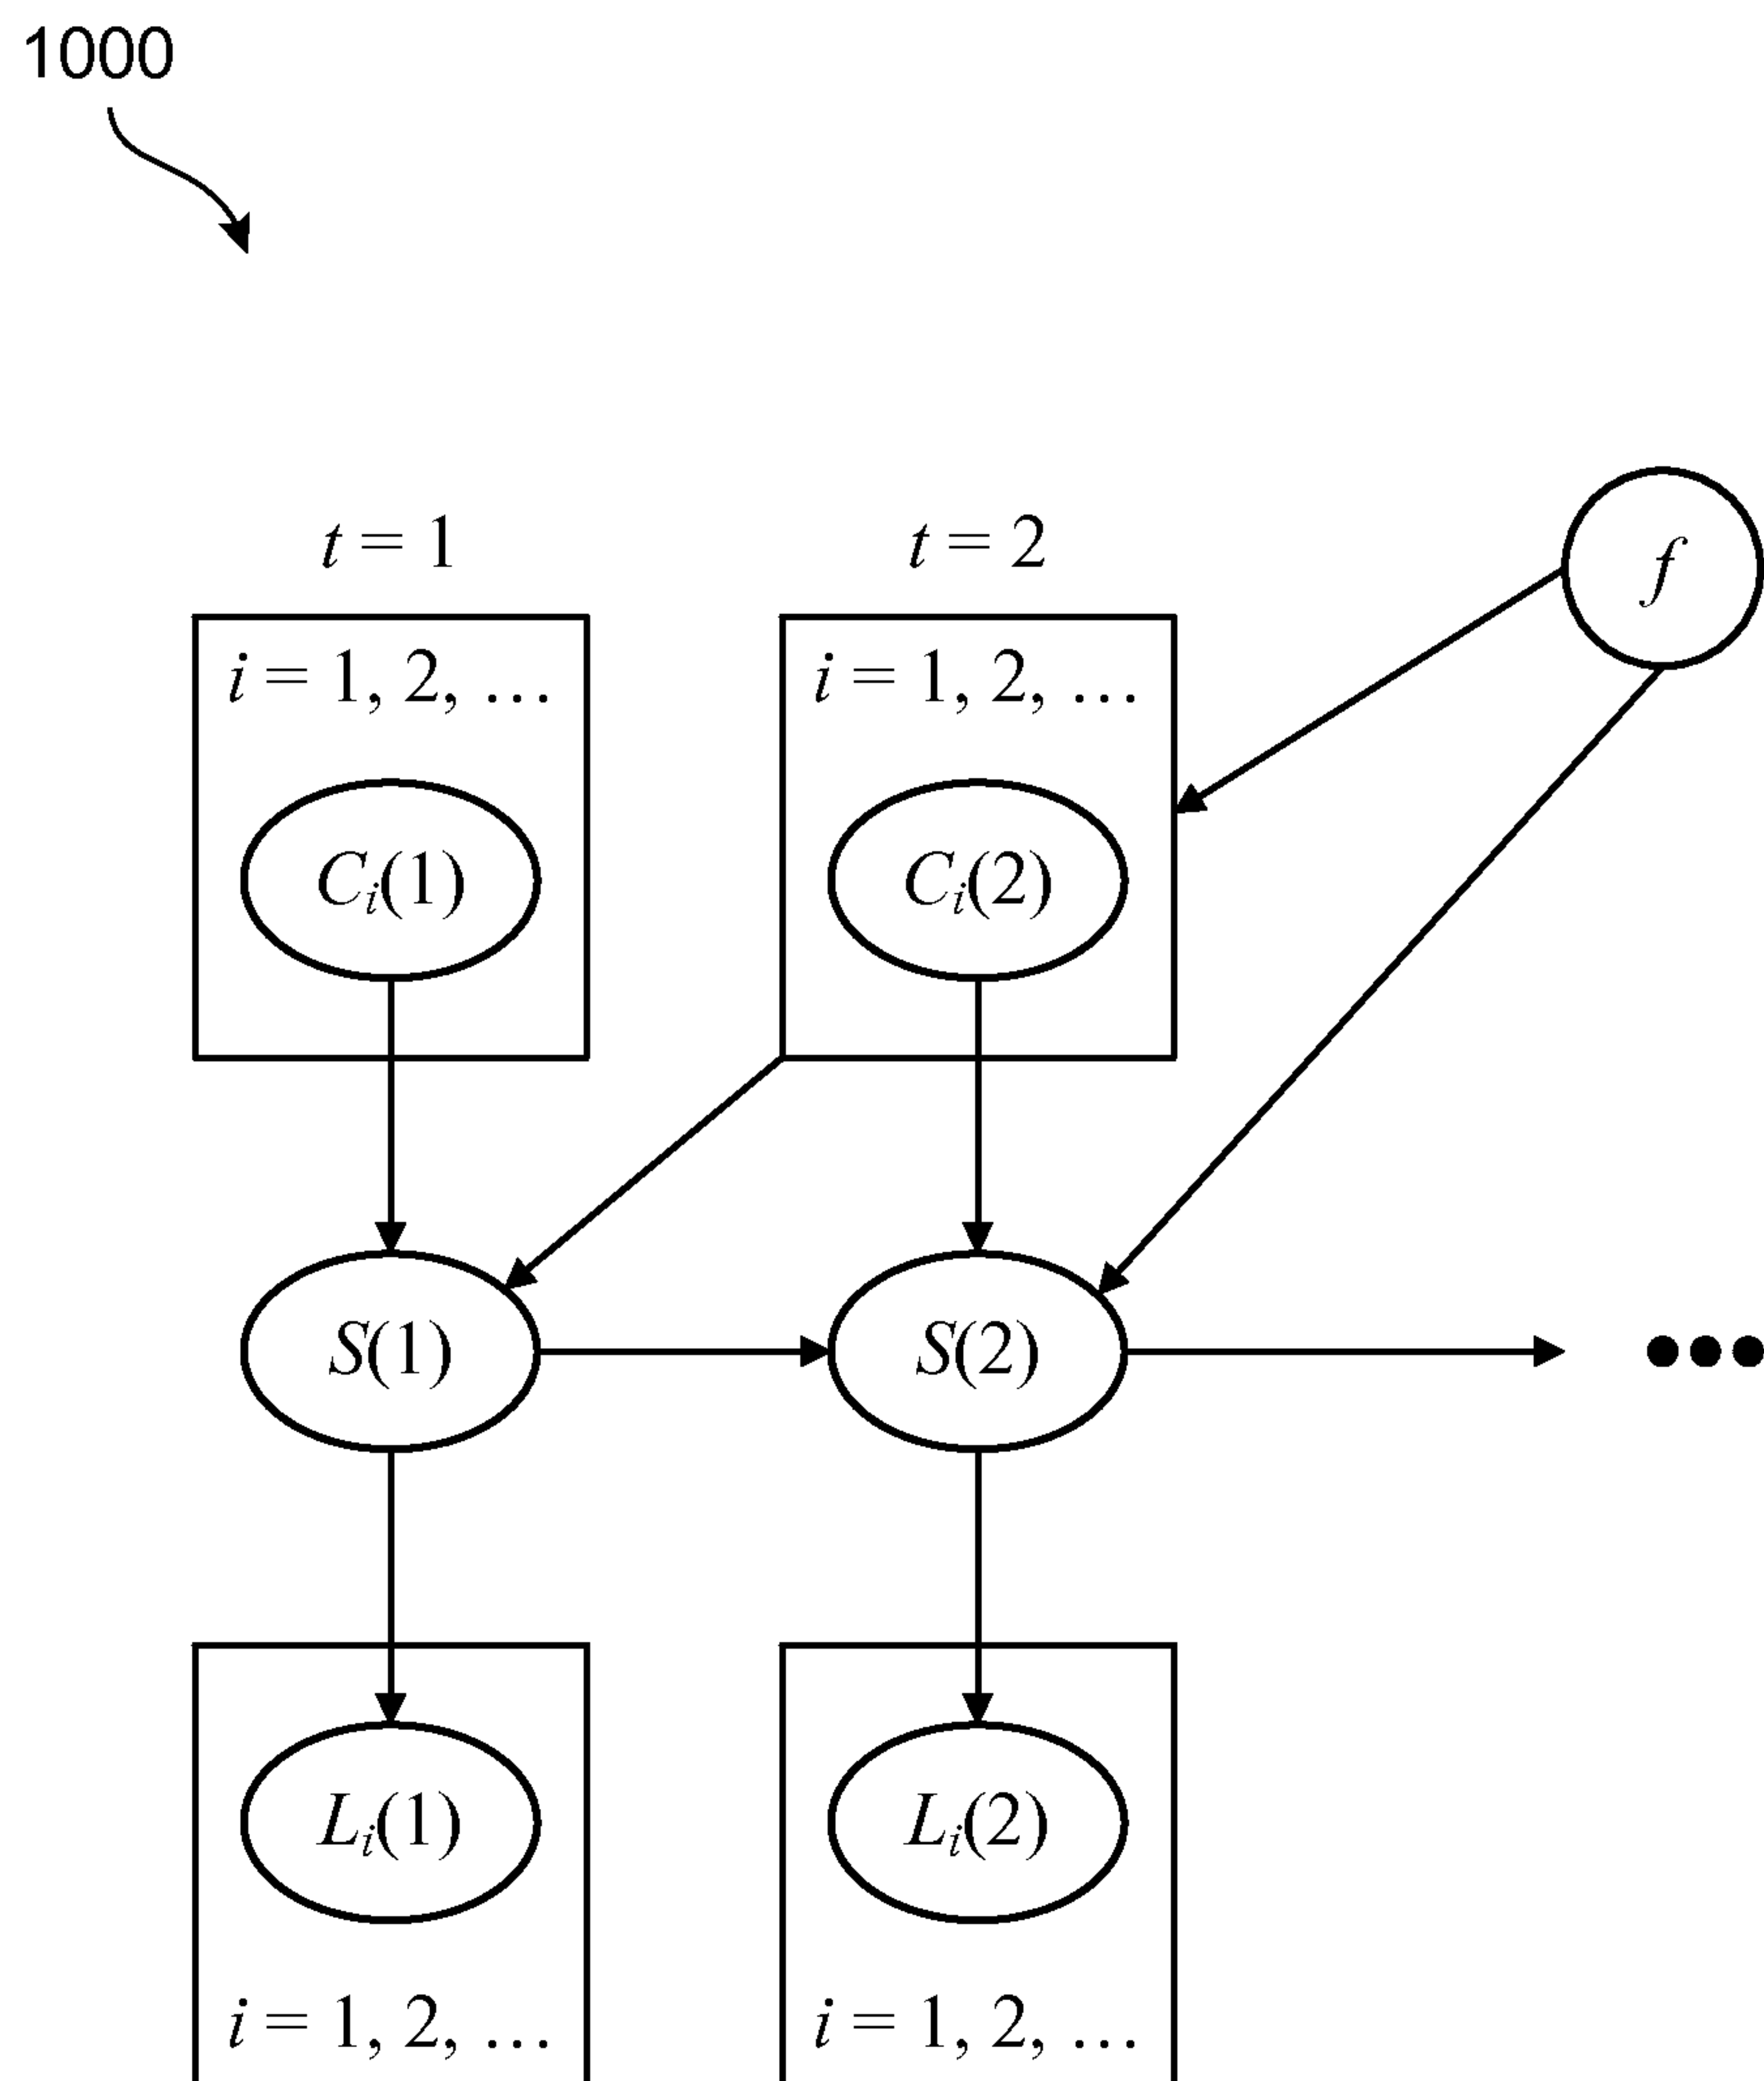 1000
t = 1
t = 2
f
i = 1, 2, …
i = 1, 2, …
Cᵢ(1)
Cᵢ(2)
S(1)
S(2)
Lᵢ(1)
Lᵢ(2)
i = 1, 2, …
i = 1, 2, …